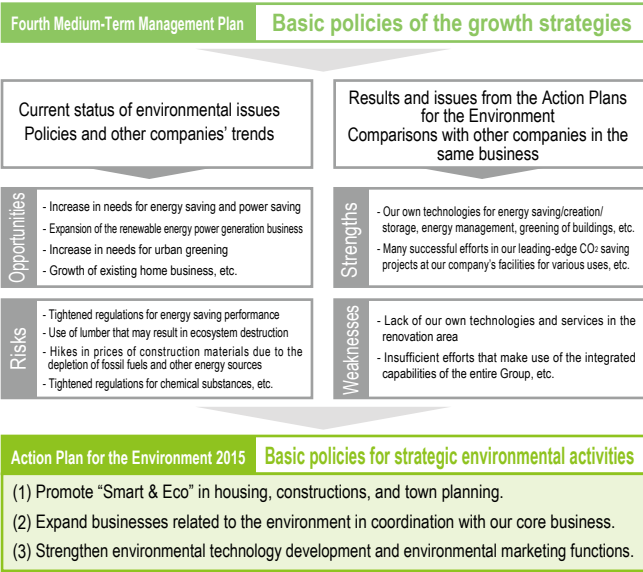 Fourth Medium-Term Management Plan
Basic policies of the growth strategies
Current status of environmental issues
Policies and other companies' trends
Results and issues from the Action Plans
for the Environment
Comparisons with other companies in the
same business
Opportunities
- Increase in needs for energy saving and power saving
- Expansion of the renewable energy power generation business
- Increase in needs for urban greening
- Growth of existing home business, etc.
Strengths
- Our own technologies for energy saving/creation/
storage, energy management, greening of buildings, etc.
- Many successful efforts in our leading-edge CO2 saving
projects at our company's facilities for various uses, etc.
Risks
- Tightened regulations for energy saving performance
- Use of lumber that may result in ecosystem destruction
- Hikes in prices of construction materials due to the
depletion of fossil fuels and other energy sources
- Tightened regulations for chemical substances, etc.
Weaknesses
- Lack of our own technologies and services in the
renovation area
- Insufficient efforts that make use of the integrated
capabilities of the entire Group, etc.
Action Plan for the Environment 2015
Basic policies for strategic environmental activities
(1) Promote "Smart & Eco" in housing, constructions, and town planning.
(2) Expand businesses related to the environment in coordination with our core business.
(3) Strengthen environmental technology development and environmental marketing functions.